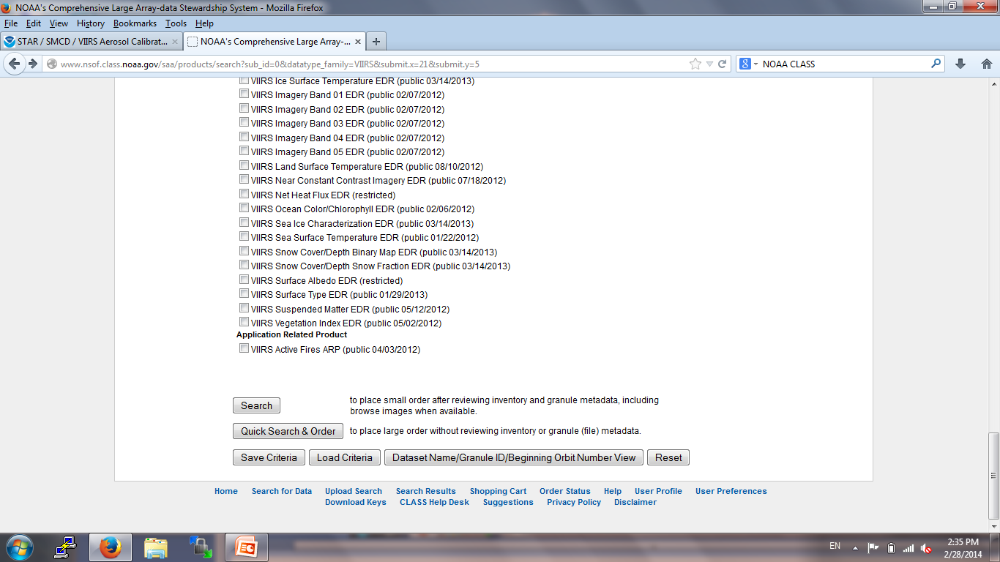 NOAA's Comprehensive Large Array-data Stewardship System - Mozilla Firefox
File Edit View History Bookmarks Tools Help
STAR / SMCD / VIIRS Aerosol Calibrat...
NOAA's Comprehensive Large Array-...
www.nsof.class.noaa.gov/saa/products/search?sub_id=0&datatype_family=VIIRS&submit.x=21&submit.y=5
NOAA CLASS
VIIRS Ice Surface Temperature EDR (public 03/14/2013)
VIIRS Imagery Band 01 EDR (public 02/07/2012)
VIIRS Imagery Band 02 EDR (public 02/07/2012)
VIIRS Imagery Band 03 EDR (public 02/07/2012)
VIIRS Imagery Band 04 EDR (public 02/07/2012)
VIIRS Imagery Band 05 EDR (public 02/07/2012)
VIIRS Land Surface Temperature EDR (public 08/10/2012)
VIIRS Near Constant Contrast Imagery EDR (public 07/18/2012)
VIIRS Net Heat Flux EDR (restricted)
VIIRS Ocean Color/Chlorophyll EDR (public 02/06/2012)
VIIRS Sea Ice Characterization EDR (public 03/14/2013)
VIIRS Sea Surface Temperature EDR (public 01/22/2012)
VIIRS Snow Cover/Depth Binary Map EDR (public 03/14/2013)
VIIRS Snow Cover/Depth Snow Fraction EDR (public 03/14/2013)
VIIRS Surface Albedo EDR (restricted)
VIIRS Surface Type EDR (public 01/29/2013)
VIIRS Suspended Matter EDR (public 05/12/2012)
VIIRS Vegetation Index EDR (public 05/02/2012)
Application Related Product
VIIRS Active Fires ARP (public 04/03/2012)
Search
to place small order after reviewing inventory and granule metadata, including
browse images when available.
Quick Search & Order
to place large order without reviewing inventory or granule (file) metadata.
Save Criteria Load Criteria Dataset Name/Granule ID/Beginning Orbit Number View Reset
Home Search for Data Upload Search Search Results Shopping Cart Order Status Help User Profile User Preferences
Download Keys CLASS Help Desk Suggestions Privacy Policy Disclaimer
EN
2:35 PM
2/28/2014